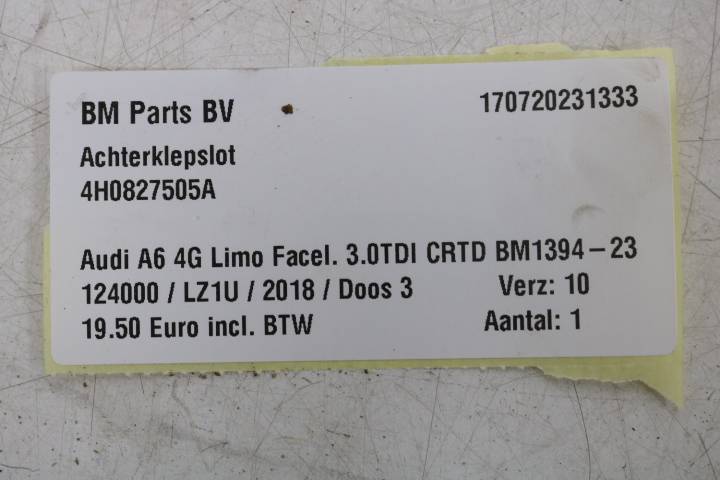 BM Parts BV 170720231333
Achterklepslot
4H0827505A
Audi A6 4G Limo Facel. 3.0TDI CRTD BM1394-23
124000 / LZ1U / 2018 / Doos 3 Verz: 10
19.50 Euro incl. BTW Aantal: 1